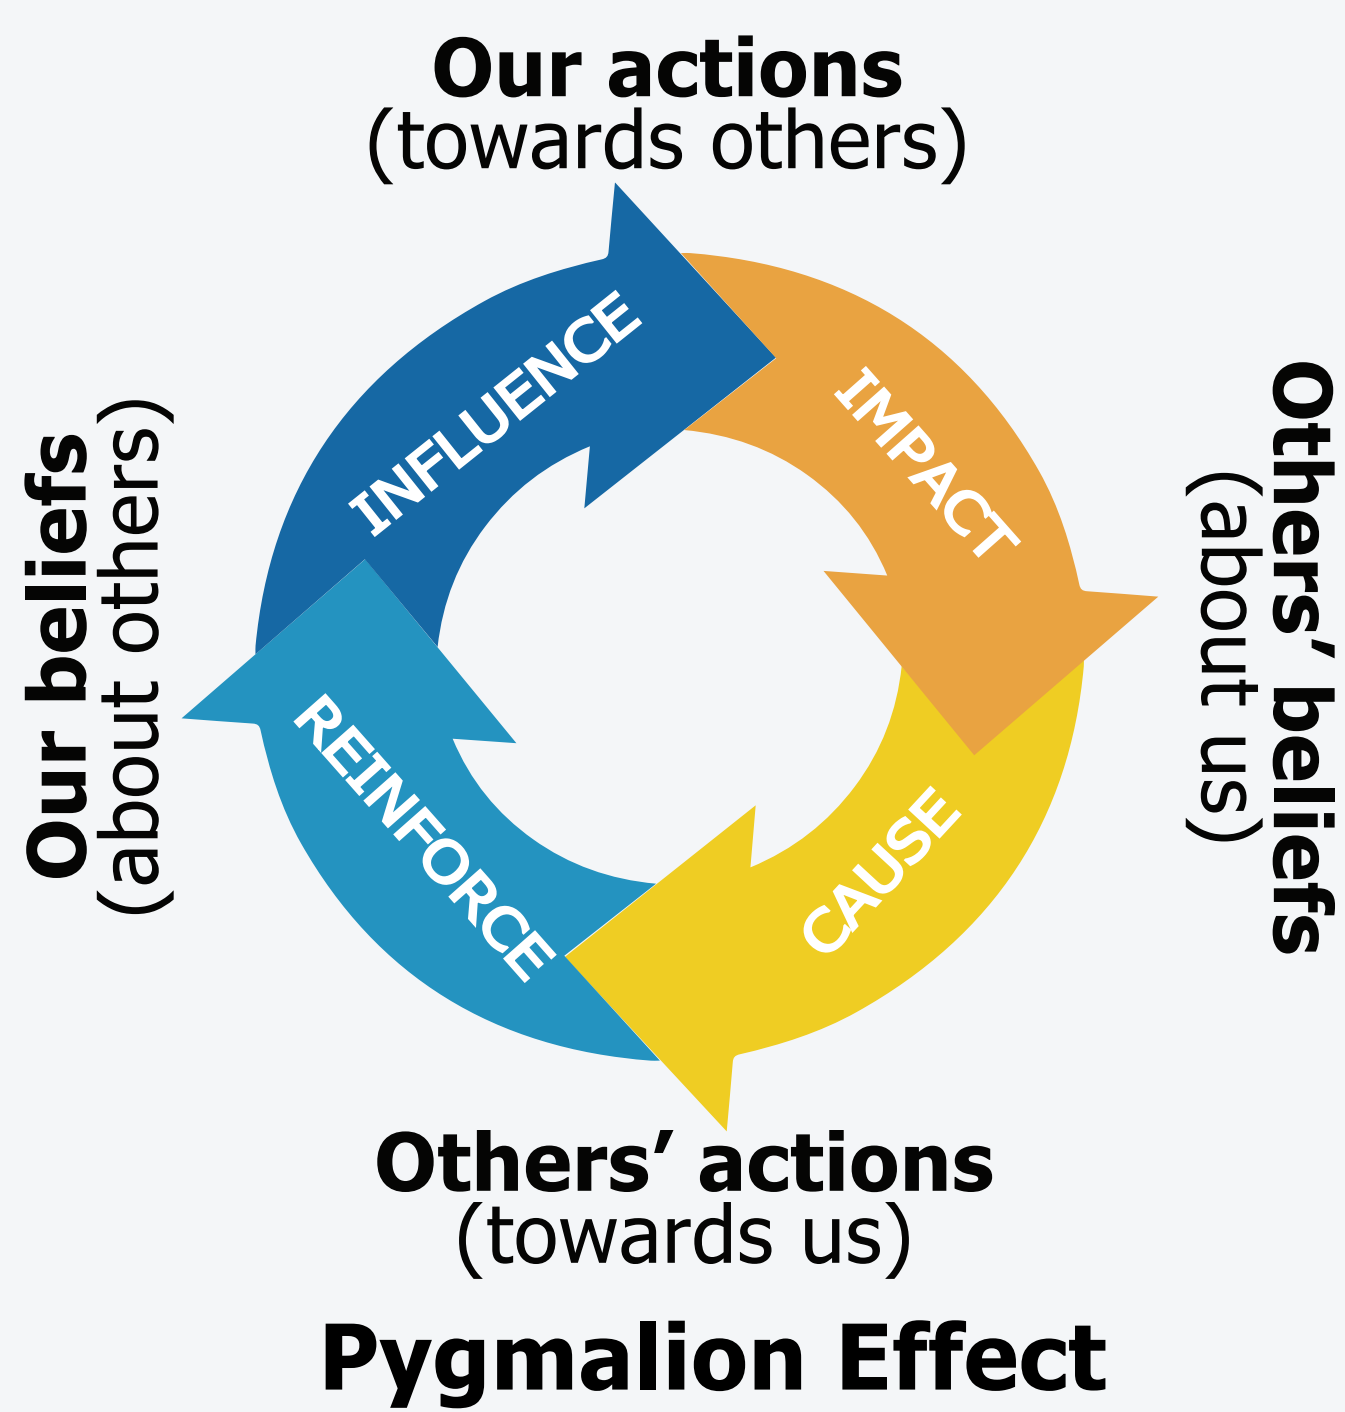 Our actions
(towards others)
INFLUENCE
IMPACT
Others’ beliefs
(about us)
CAUSE
Others’ actions
(towards us)
REINFORCE
Our beliefs
(about others)
Pygmalion Effect